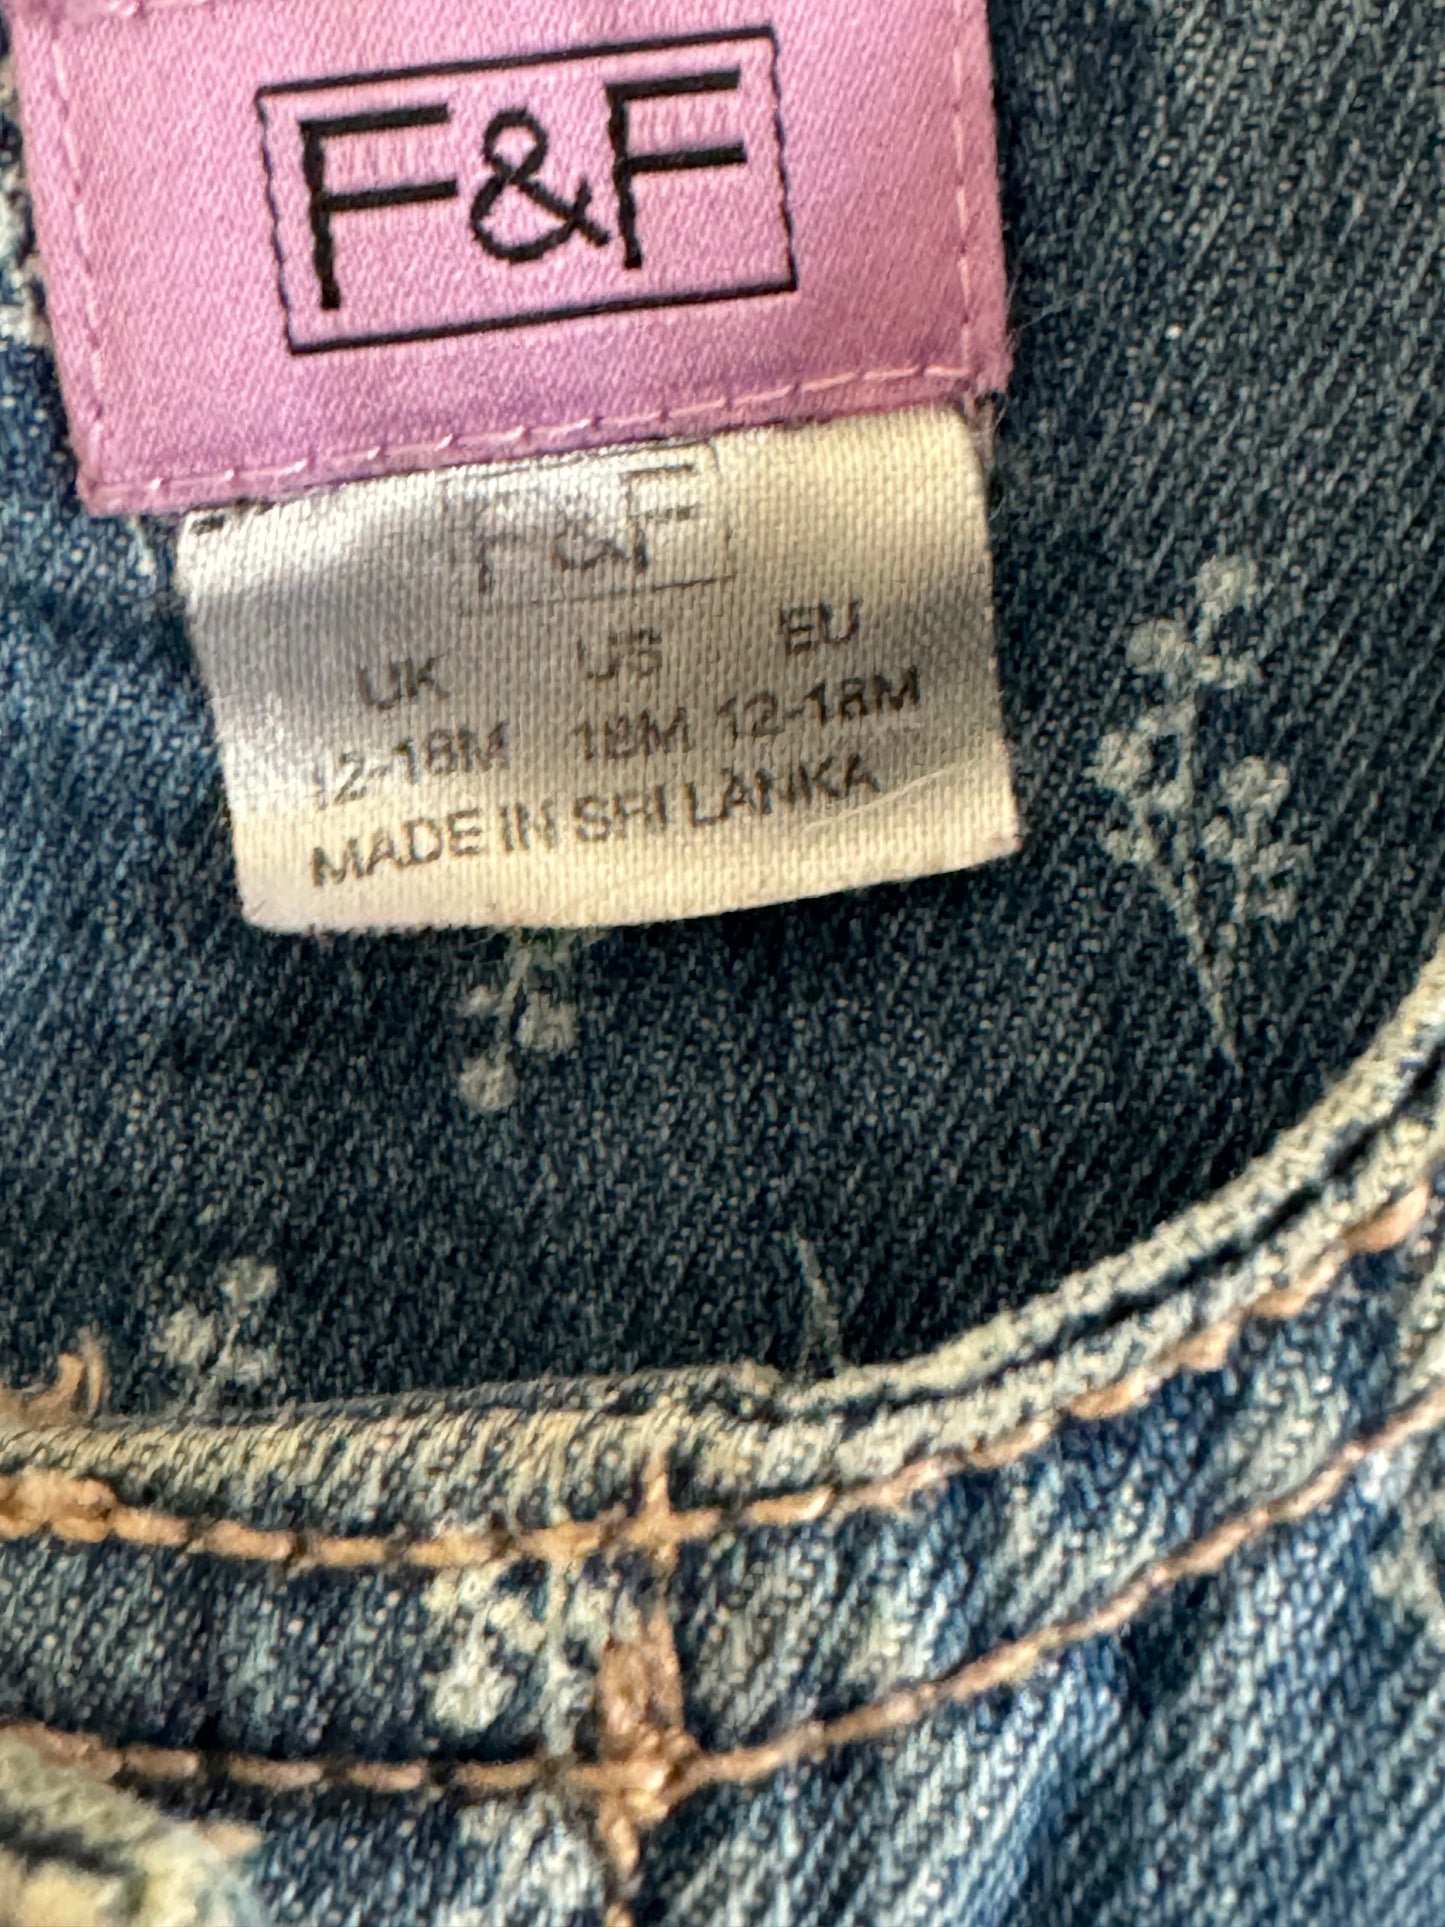 F&F
F&F
UK US EU
12-18M 18M 12-18M
MADE IN SRI LANKA